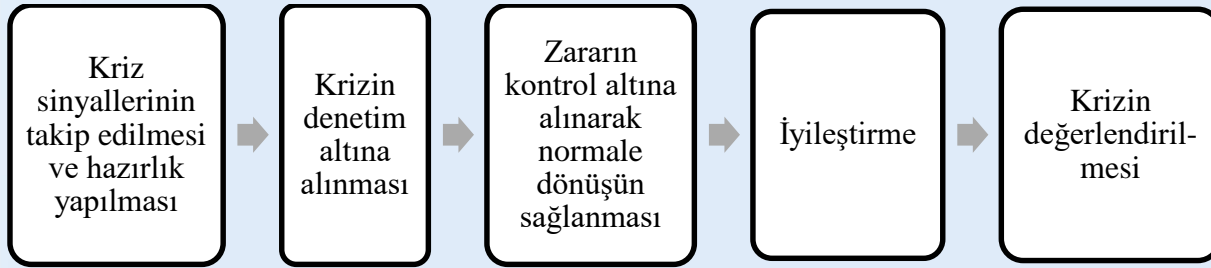 Kriz
sinyallerinin
takip edilmesi
ve hazırlık
yapılması
Krizin
denetim
altına
alınması
Zararın
kontrol altına
alınarak
normale
dönüşün
sağlanması
İyileştirme
Krizin
değerlendiril-
mesi